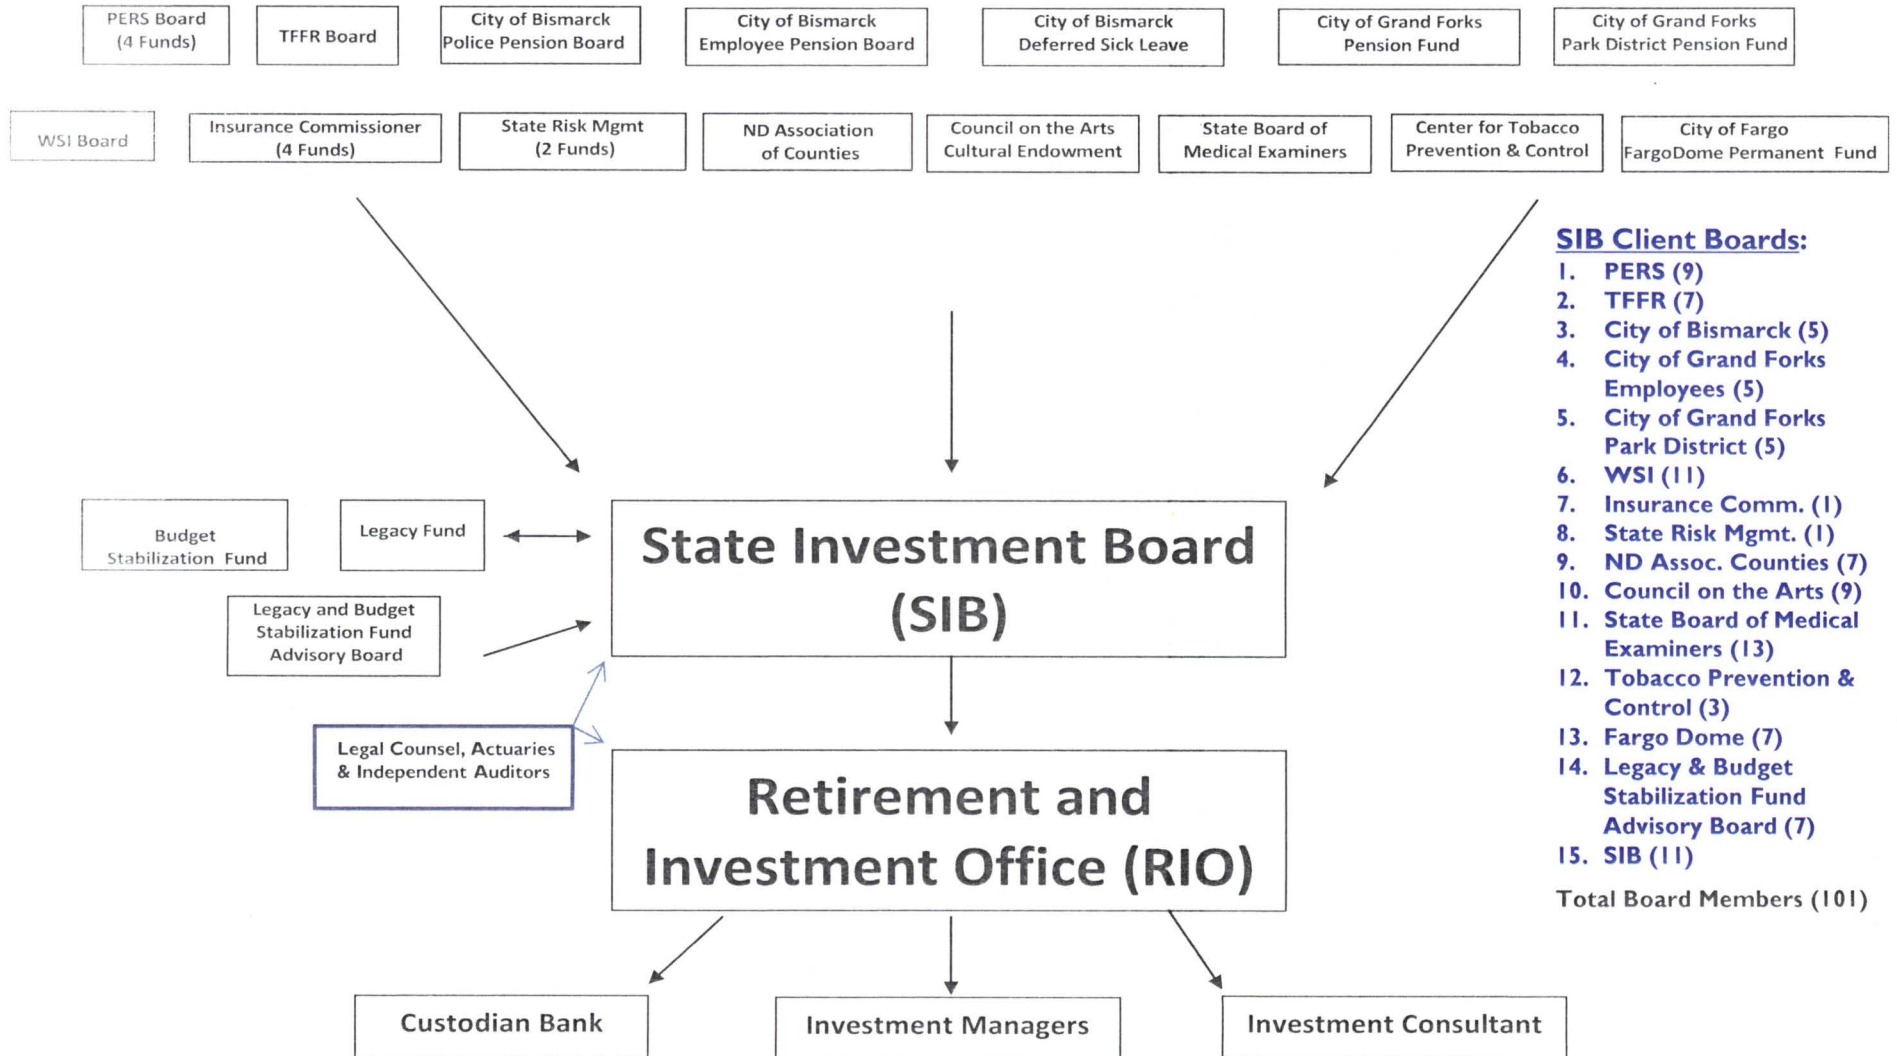 PERS Board
(4 Funds)
TFFR Board
City of Bismarck
Police Pension Board
City of Bismarck
Employee Pension Board
City of Bismarck
Deferred Sick Leave
City of Grand Forks
Pension Fund
City of Grand Forks
Park District Pension Fund
WSI Board
Insurance Commissioner
(4 Funds)
State Risk Mgmt
(2 Funds)
ND Association
of Counties
Council on the Arts
Cultural Endowment
State Board of
Medical Examiners
Center for Tobacco
Prevention & Control
City of Fargo
FargoDome Permanent Fund
Budget
Stabilization Fund
Legacy Fund
Legacy and Budget
Stabilization Fund
Advisory Board
Legal Counsel, Actuaries
& Independent Auditors
State Investment Board
(SIB)
Retirement and
Investment Office (RIO)
Custodian Bank
Investment Managers
Investment Consultant
SIB Client Boards:
1. PERS (9)
2. TFFR (7)
3. City of Bismarck (5)
4. City of Grand Forks
Employees (5)
5. City of Grand Forks
Park District (5)
6. WSI (11)
7. Insurance Comm. (1)
8. State Risk Mgmt. (1)
9. ND Assoc. Counties (7)
10. Council on the Arts (9)
11. State Board of Medical
Examiners (13)
12. Tobacco Prevention &
Control (3)
13. Fargo Dome (7)
14. Legacy & Budget
Stabilization Fund
Advisory Board (7)
15. SIB (11)
Total Board Members (101)